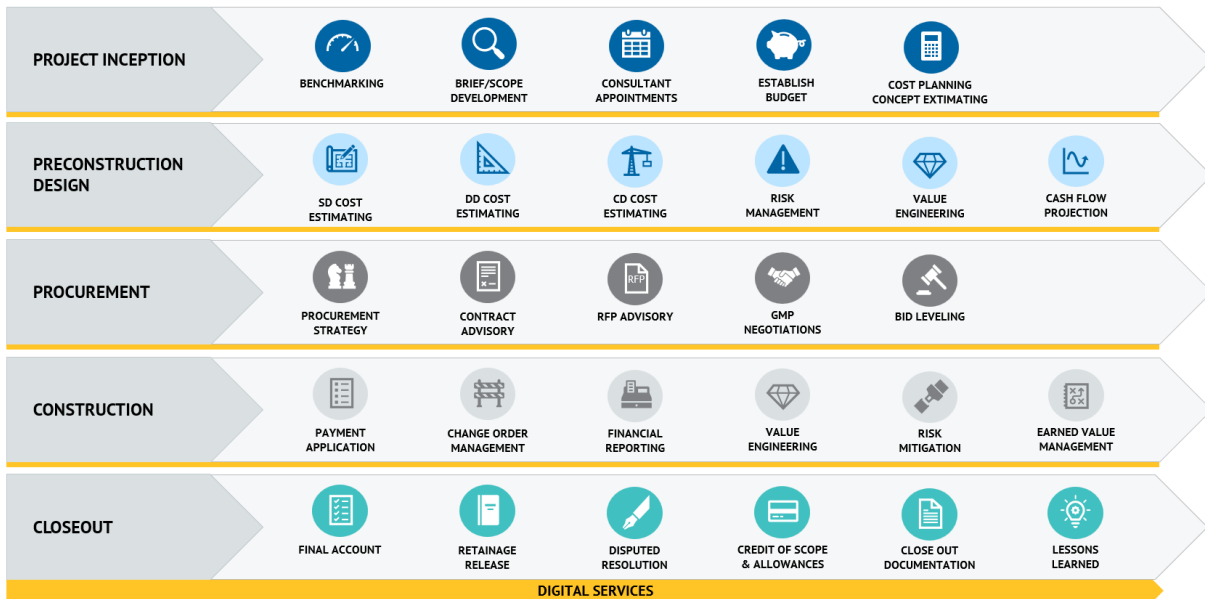 PROJECT INCEPTION
BENCHMARKING
BRIEF/SCOPE
DEVELOPMENT
CONSULTANT
APPOINTMENTS
ESTABLISH
BUDGET
COST PLANNING
CONCEPT EXTIMATING
PRECONSTRUCTION
DESIGN
SD COST
ESTIMATING
DD COST
ESTIMATING
CD COST
ESTIMATING
RISK
MANAGEMENT
VALUE
ENGINEERING
CASH FLOW
PROJECTION
PROCUREMENT
PROCUREMENT
STRATEGY
CONTRACT
ADVISORY
RFP
RFP ADVISORY
GMP
NEGOTIATIONS
BID LEVELING
CONSTRUCTION
PAYMENT
APPLICATION
CHANGE ORDER
MANAGEMENT
FINANCIAL
REPORTING
VALUE
ENGINEERING
RISK
MITIGATION
EARNED VALUE
MANAGEMENT
CLOSEOUT
FINAL ACCOUNT
RETAINAGE
RELEASE
DISPUTED
RESOLUTION
CREDIT OF SCOPE
& ALLOWANCES
CLOSE OUT
DOCUMENTATION
LESSONS
LEARNED
DIGITAL SERVICES